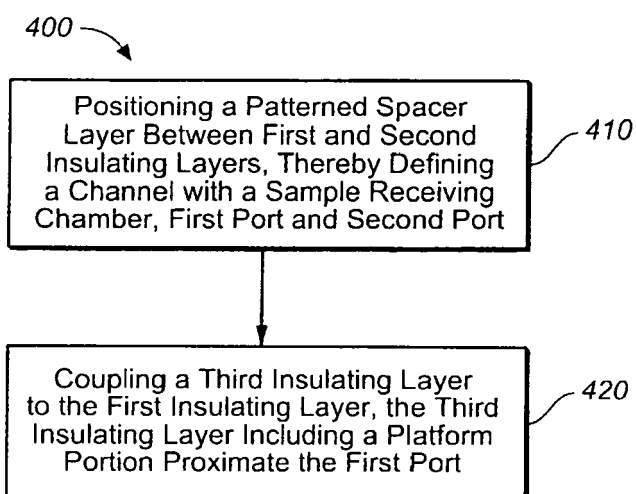 400
Positioning a Patterned Spacer
Layer Between First and Second
Insulating Layers, Thereby Defining
a Channel with a Sample Receiving
Chamber, First Port and Second Port
410
Coupling a Third Insulating Layer
to the First Insulating Layer, the Third
Insulating Layer Including a Platform
Portion Proximate the First Port
420